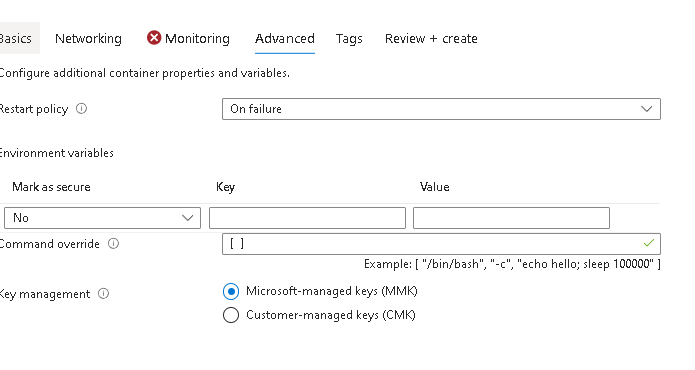 Basics Networking Monitoring Advanced Tags Review + create
Configure additional container properties and variables.
Restart policy On failure
Environment variables
Mark as secure Key Value
No
Command override [ ]
Example: [ "/bin/bash", "-c", "echo hello; sleep 100000" ]
Key management Microsoft-managed keys (MMK)
Customer-managed keys (CMK)